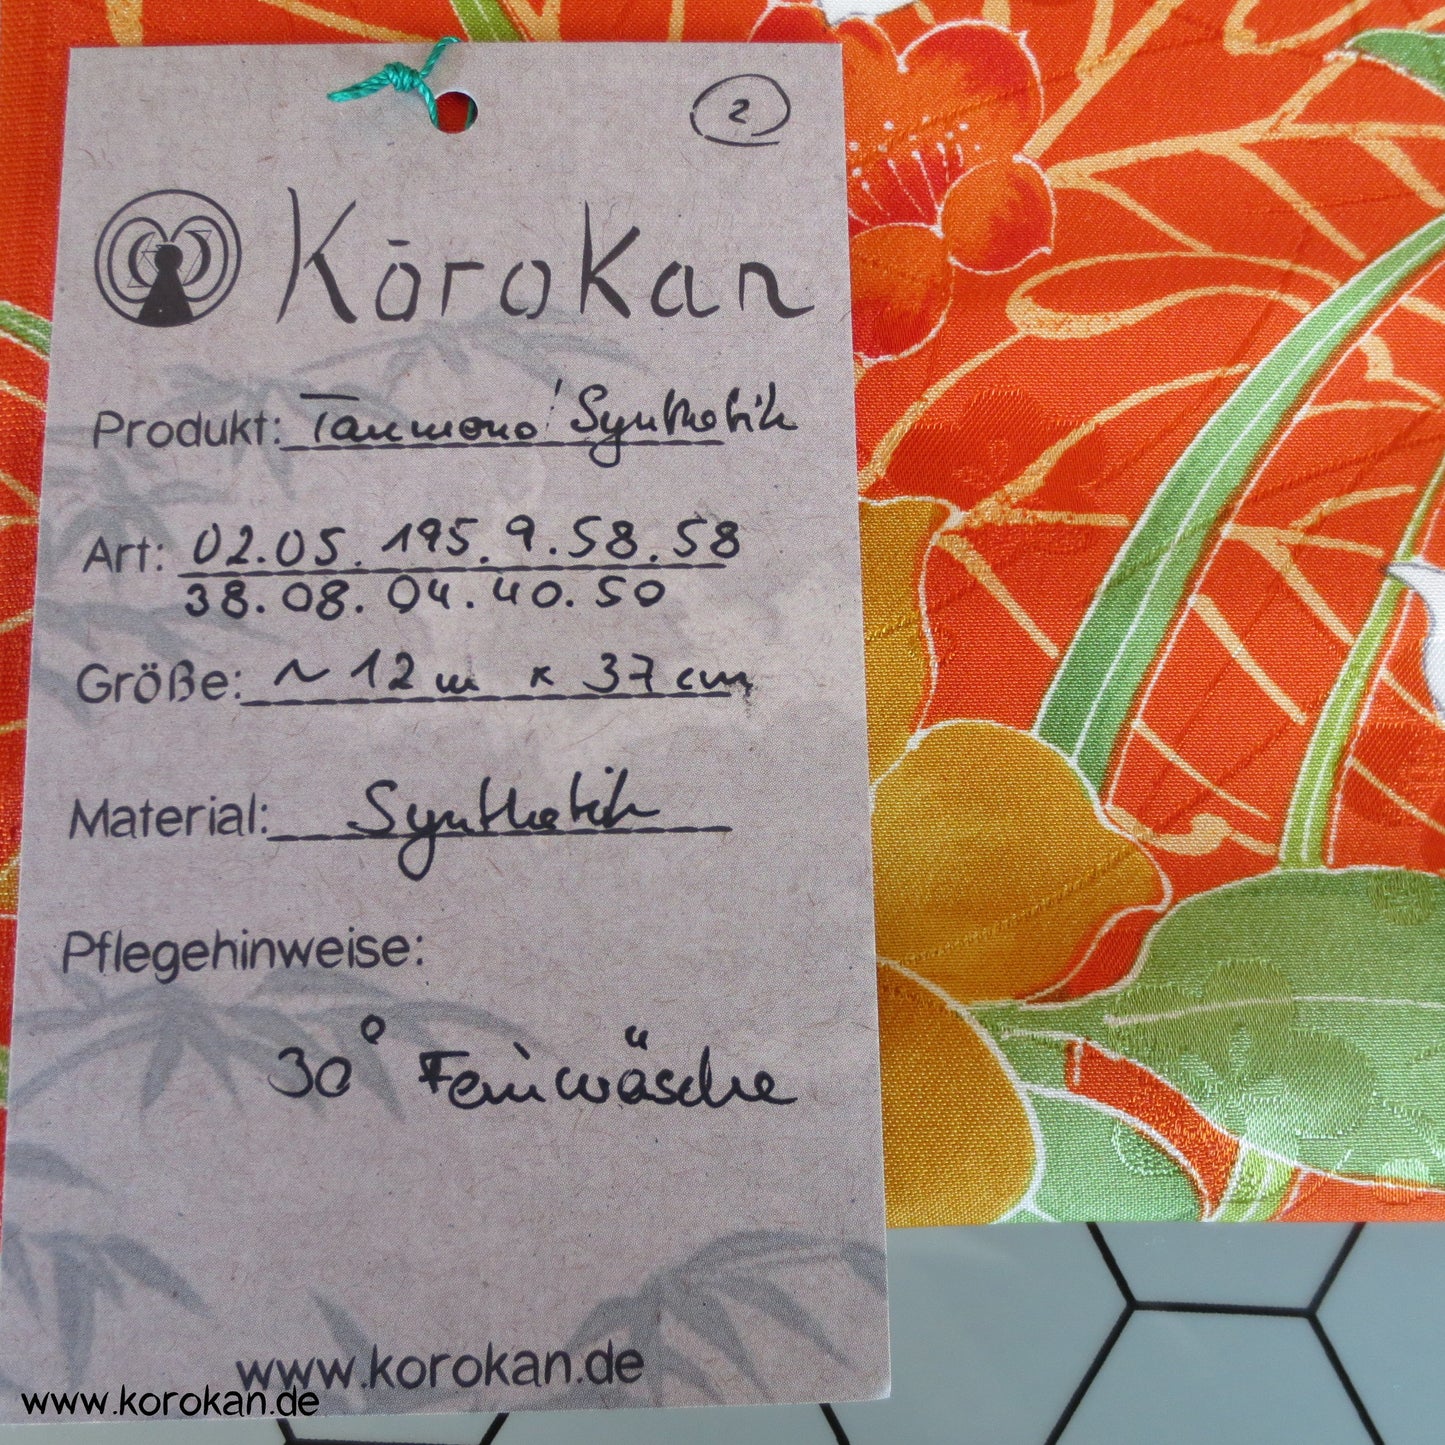 2
Kōrokan
Produkt: Tanmono' Synthetik
Art: 02.05.195.9.58.58
38.08.04.40.50
Größe: ~ 12 m x 37 cm
Material: Synthetik
Pflegehinweise:
30° Feinwäsche
www.korokan.de
www.korokan.de